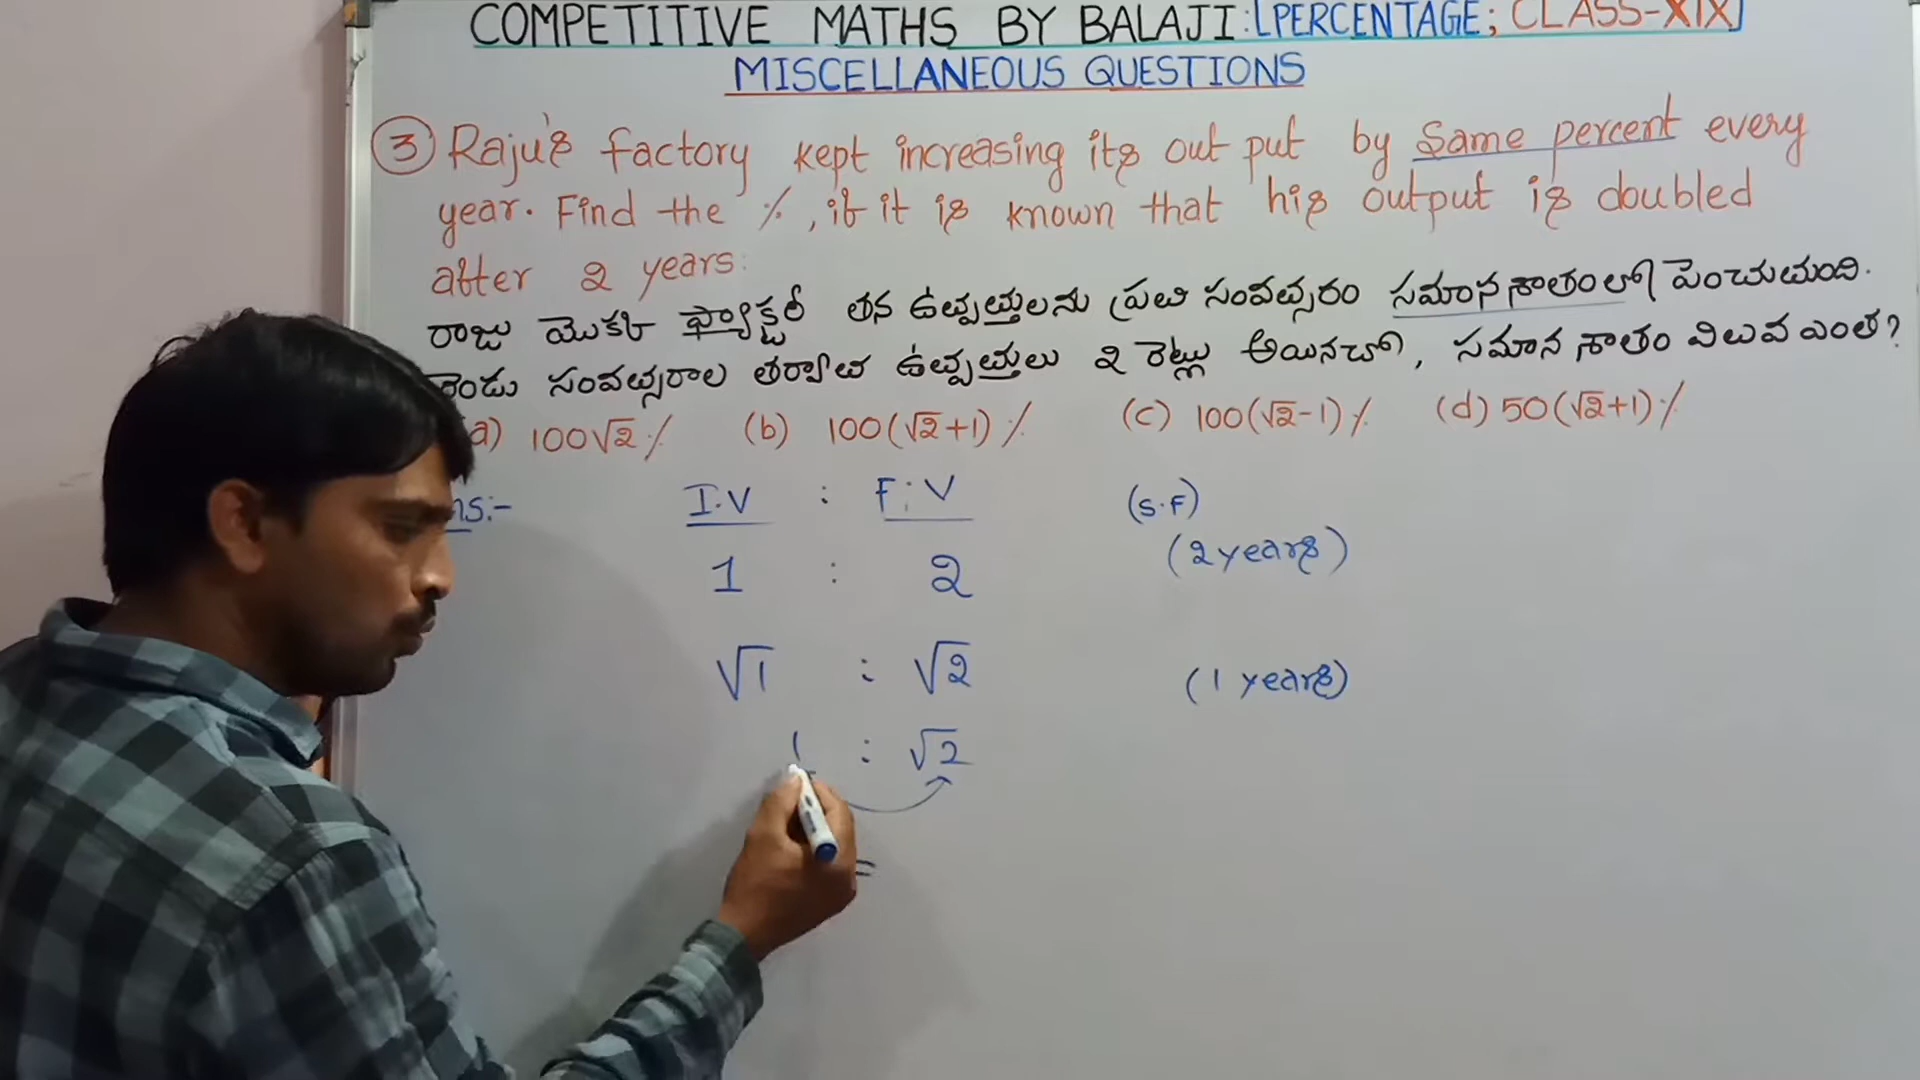 COMPETITIVE MATHS BY BALAJI:[PERCENTAGE; CLASS-XIX]
MISCELLANEOUS QUESTIONS
③ Raju's factory kept increasing its out put by Same percent every
year. Find the %, if it is known that his output is doubled
after 2 years:
రాజు యొకటి ఫ్యాక్టరీ తన ఉత్పత్తులను ప్రతి సంవత్సరం సమాన శాతంలో పెంచుచుంది.
రెండు సంవత్సరాల తర్వాత ఉత్పత్తులు 2 రెట్లు అయినచో, సమాన శాతం విలువ ఎంత?
a) 100√2% (b) 100(√2+1)% (c) 100(√2-1)% (d) 50(√2+1)%
ns:- I.V : F.V (S.F)
1 : 2 (2 years)
√1 : √2 (1 years)
1 : √2
=